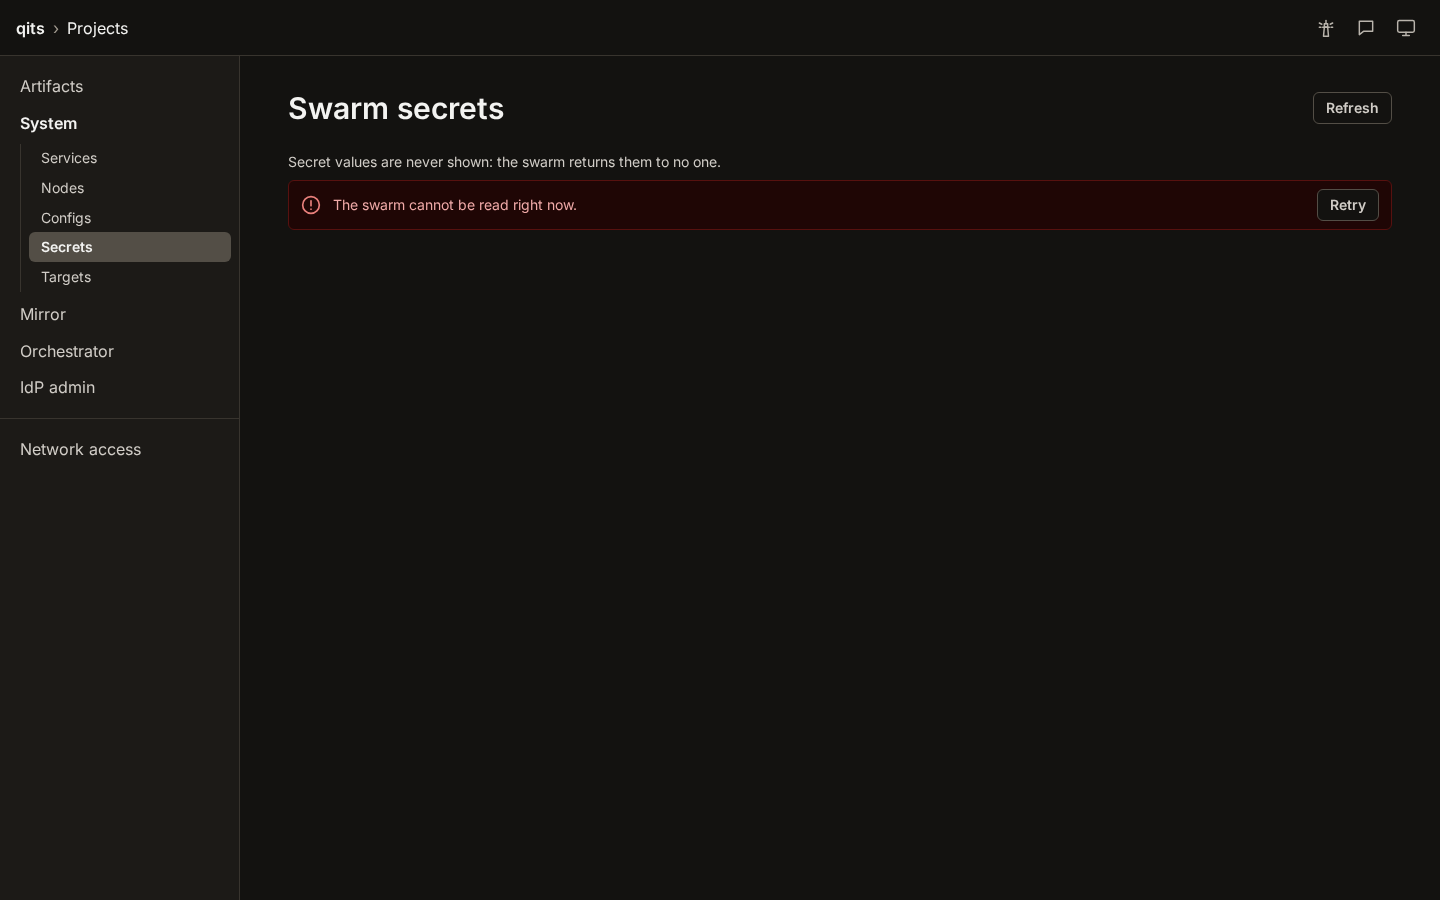 qits › Projects
Artifacts
System
Services
Nodes
Configs
Secrets
Targets
Mirror
Orchestrator
IdP admin
Network access
Swarm secrets
Refresh
Secret values are never shown: the swarm returns them to no one.
The swarm cannot be read right now.
Retry